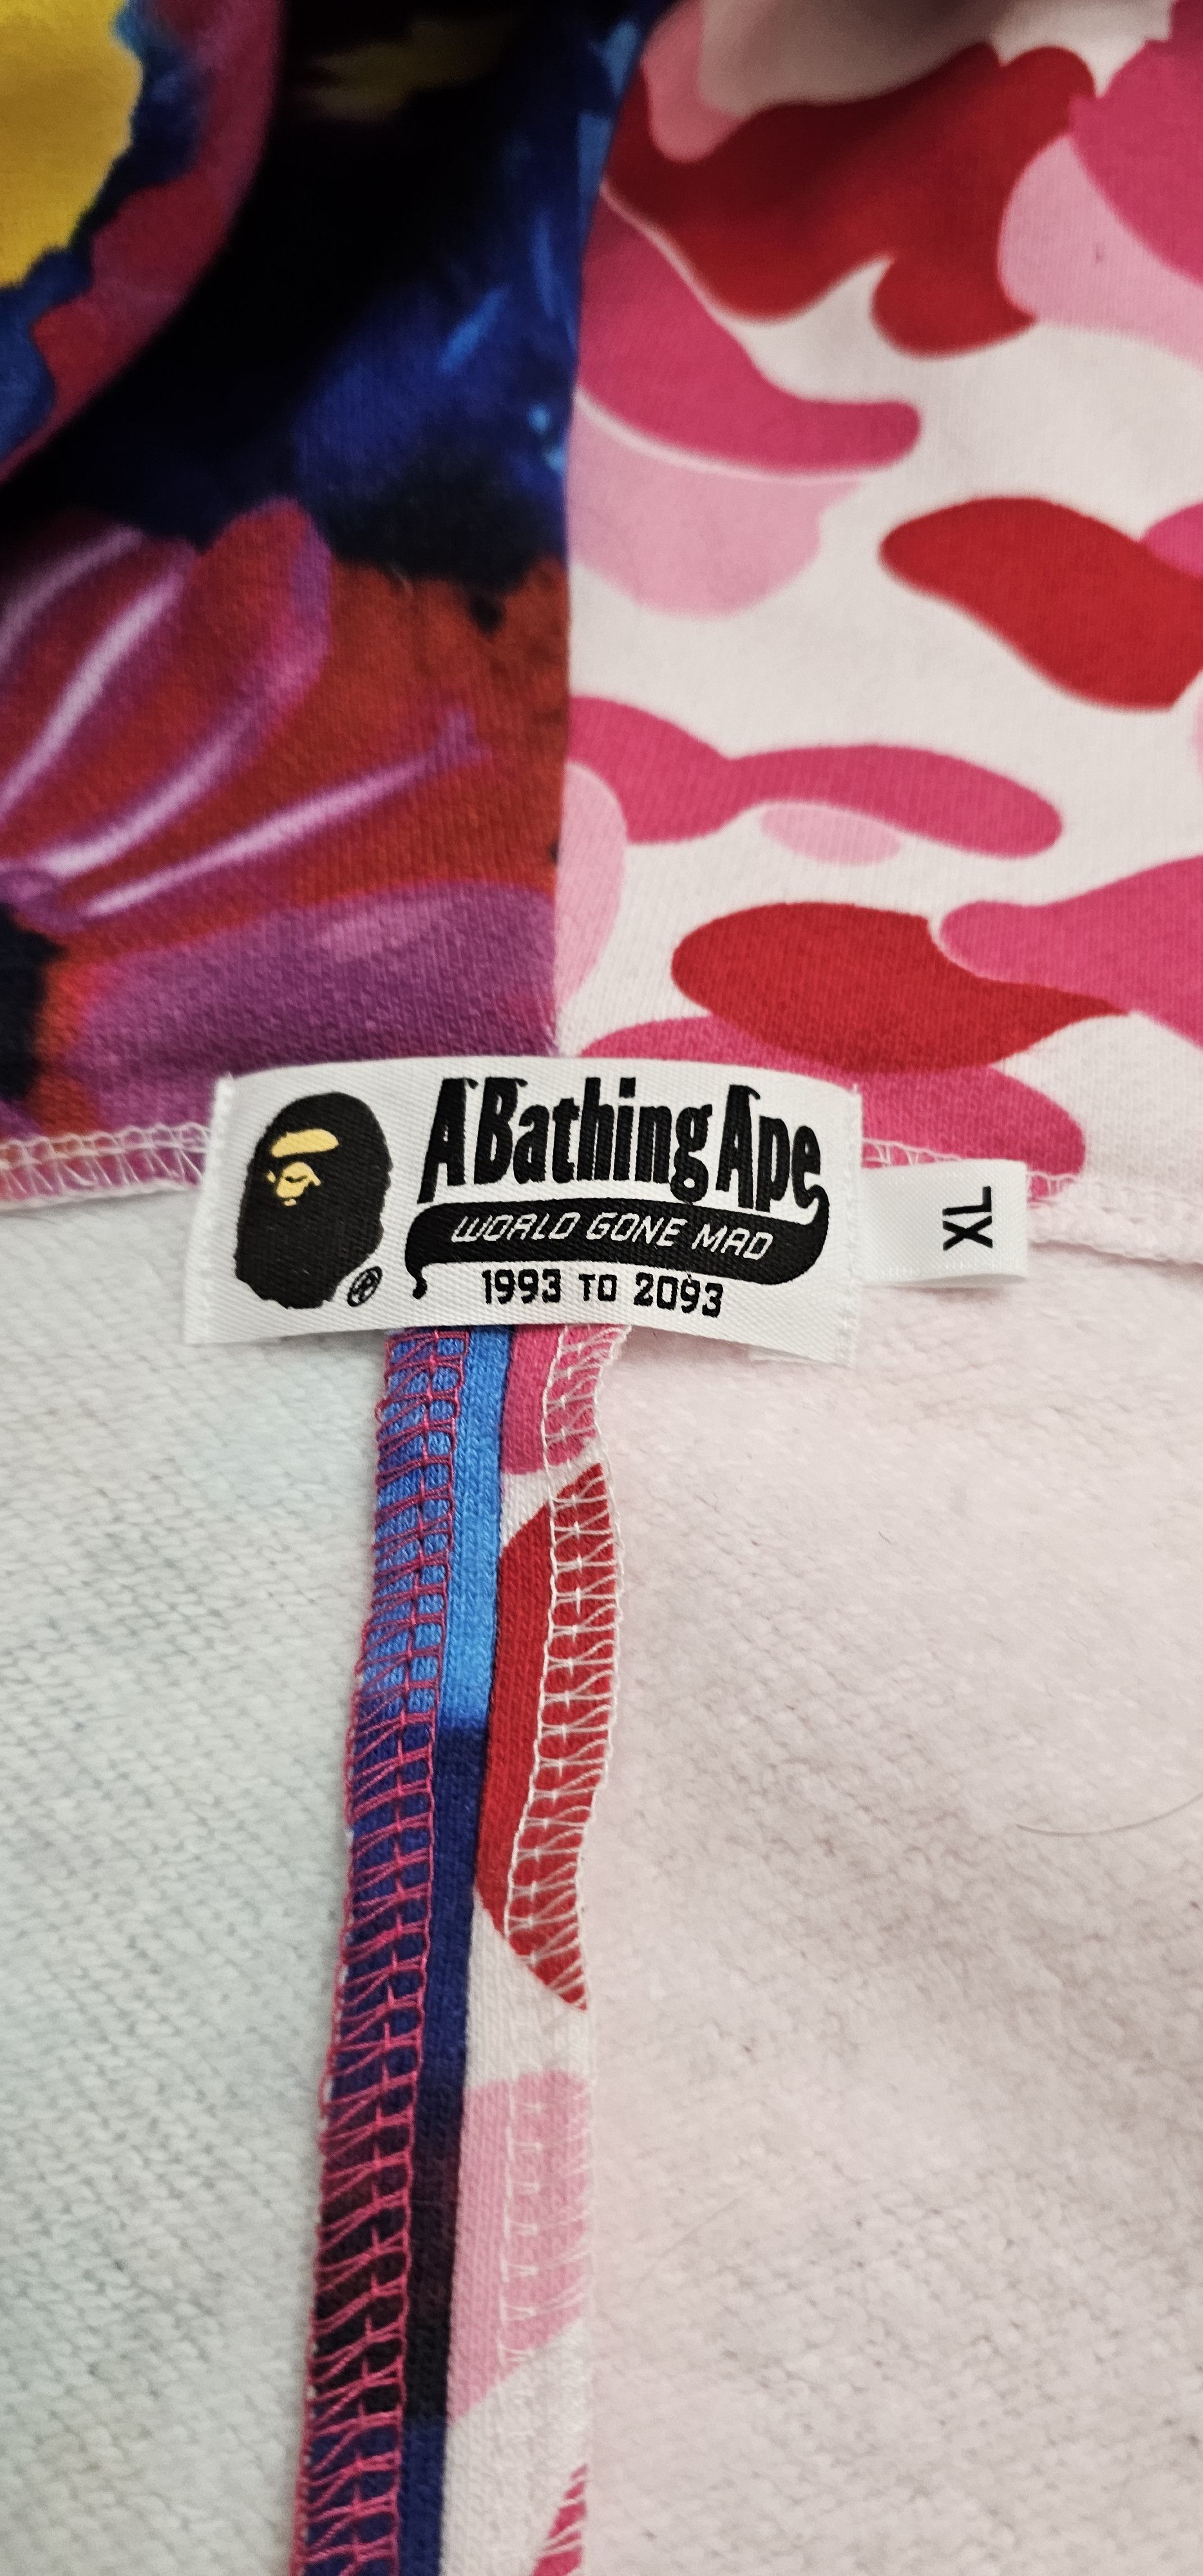 A Bathing Ape
WORLD GONE MAD
1993 TO 2093
®
XL